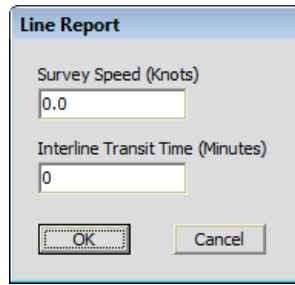 Line Report
Survey Speed (Knots)
0.0
Interline Transit Time (Minutes)
0
OK
Cancel